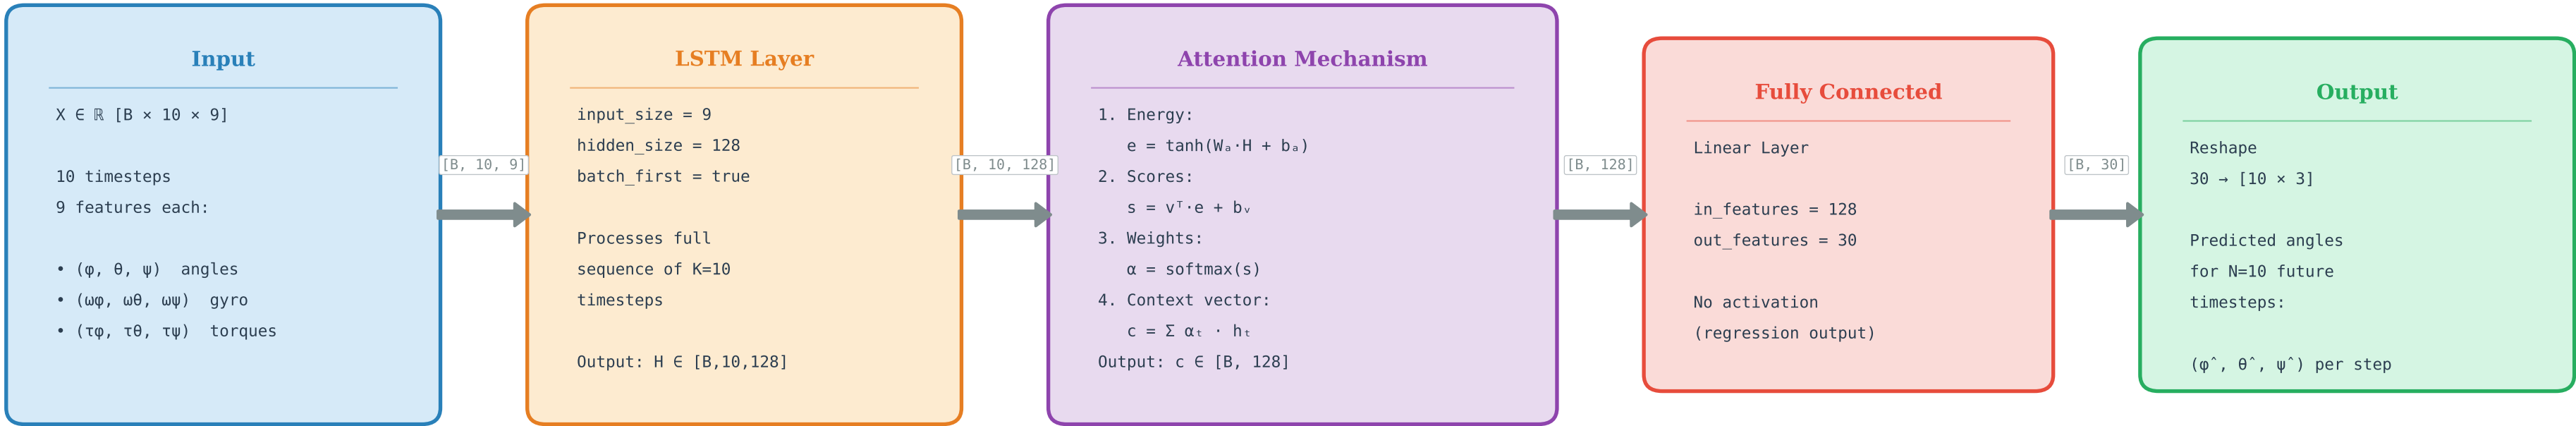 Input
X ∈ ℝ [B × 10 × 9]
10 timesteps
9 features each:
• (φ, θ, ψ)  angles
• (ωφ, ωθ, ωψ)  gyro
• (τφ, τθ, τψ)  torques
[B, 10, 9]
LSTM Layer
input_size = 9
hidden_size = 128
batch_first = true
Processes full
sequence of K=10
timesteps
Output: H ∈ [B,10,128]
[B, 10, 128]
Attention Mechanism
1. Energy:
e = tanh(Wₐ·H + bₐ)
2. Scores:
s = vᵀ·e + bᵥ
3. Weights:
α = softmax(s)
4. Context vector:
c = Σ αₜ · hₜ
Output: c ∈ [B, 128]
[B, 128]
Fully Connected
Linear Layer
in_features = 128
out_features = 30
No activation
(regression output)
[B, 30]
Output
Reshape
30 → [10 × 3]
Predicted angles
for N=10 future
timesteps:
(φˆ, θˆ, ψˆ) per step